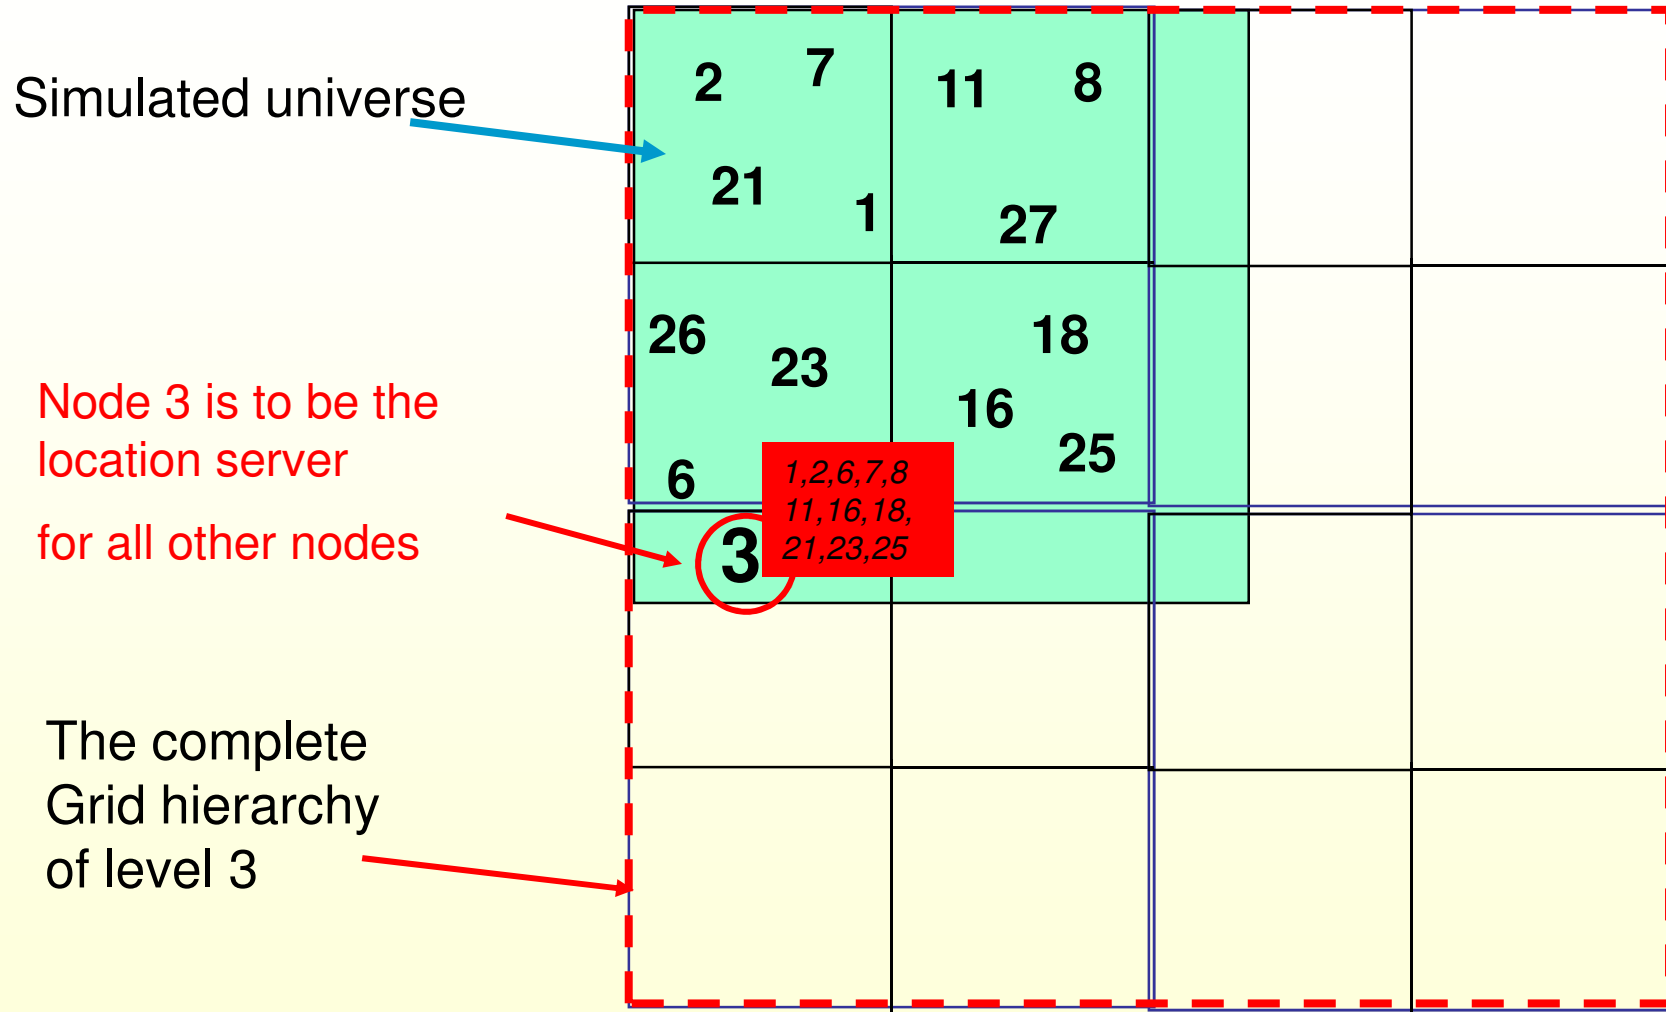 Simulated universe
2
7
11
8
21
1
27
26
23
18
16
25
6
Node 3 is to be the
location server
for all other nodes
1,2,6,7,8
11,16,18,
21,23,25
3
The complete
Grid hierarchy
of level 3